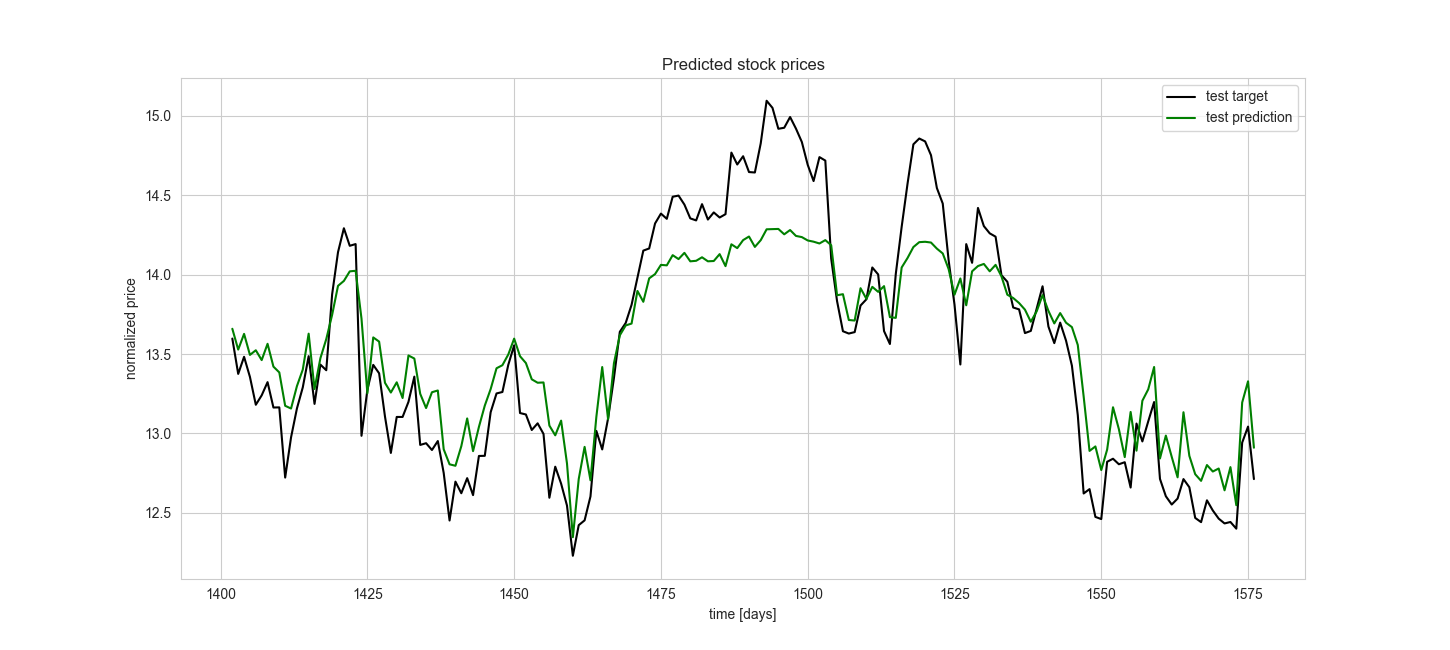 Predicted stock prices
test target
test prediction
normalized price
15.0
14.5
14.0
13.5
13.0
12.5
1400 1425 1450 1475 1500 1525 1550 1575
time [days]